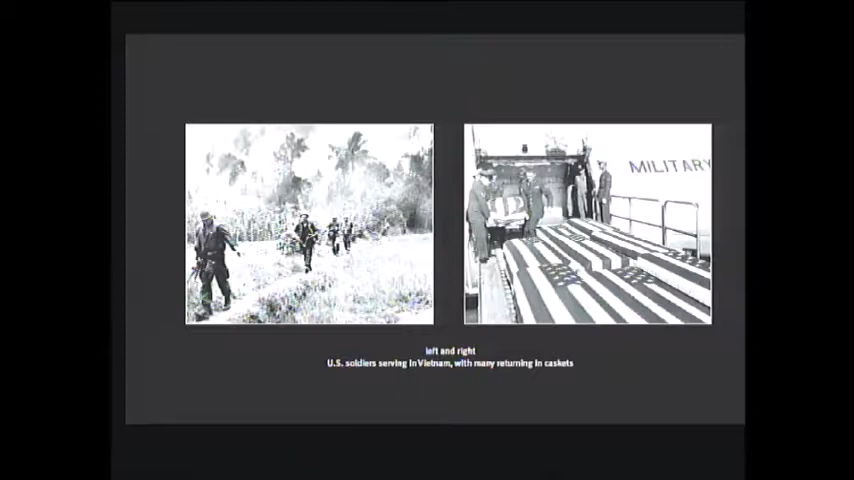 MILITARY
left and right
U.S. soldiers serving in Vietnam, with many returning in caskets